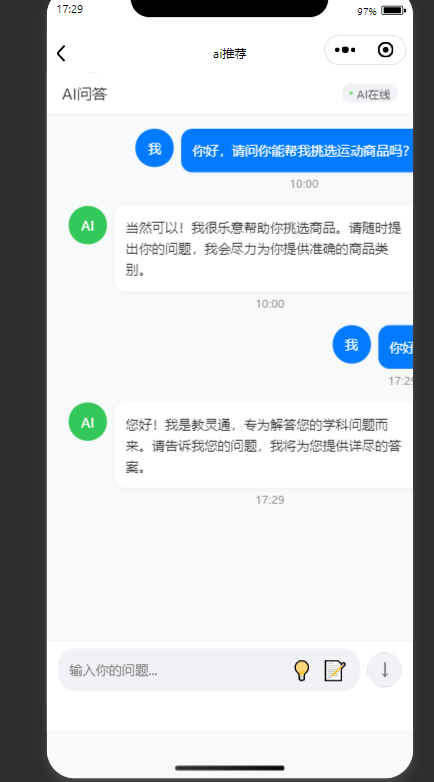 17:29
97%
ai推荐
AI问答
AI在线
我
你好，请问你能帮我挑选运动商品吗？
10:00
AI
当然可以！我很乐意帮助你挑选商品。请随时提
出你的问题，我会尽力为你提供准确的商品类
别。
10:00
我
你好
17:29
AI
您好！我是教灵通，专为解答您的学科问题而
来。请告诉我您的问题，我将为您提供详尽的答
案。
17:29
输入你的问题...